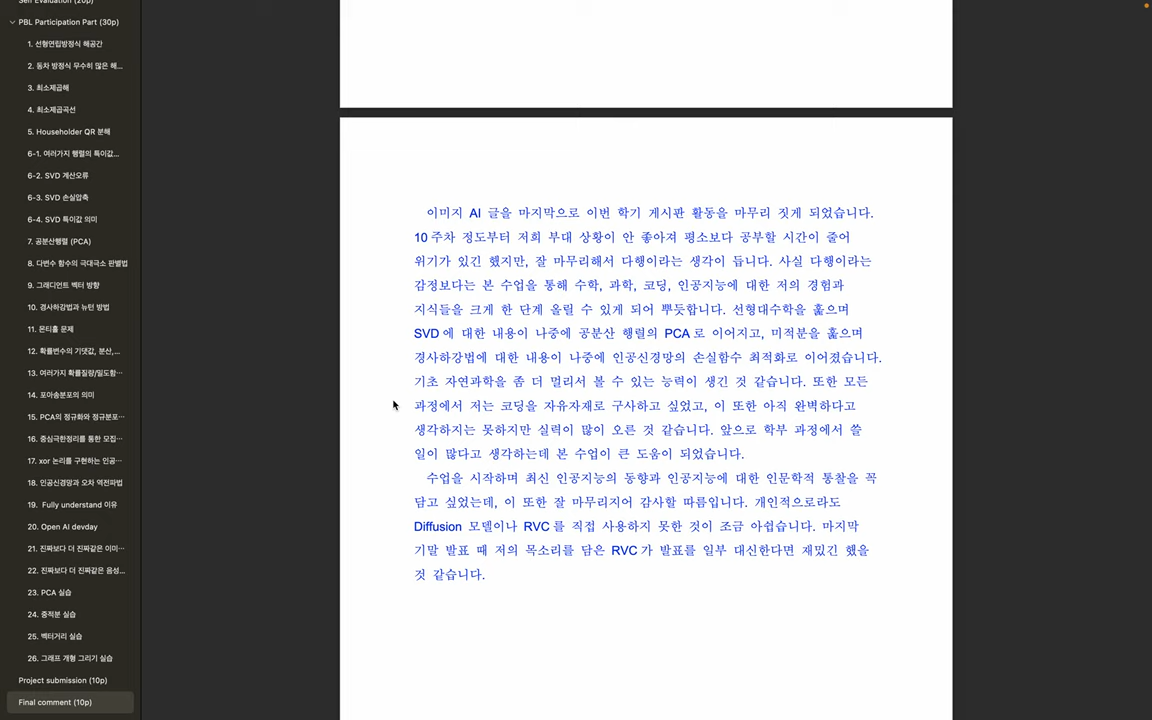 Self Evaluation (20p)
PBL Participation Part (30p)
1. 선형연립방정식 해공간
2. 동차 방정식 무수히 많은 해...
3. 최소제곱해
4. 최소제곱곡선
5. Householder QR 분해
6-1. 여러가지 행렬의 특이값...
6-2. SVD 계산오류
6-3. SVD 손실압축
6-4. SVD 특이값 의미
7. 공분산행렬 (PCA)
8. 다변수 함수의 극대극소 판별법
9. 그래디언트 벡터 방향
10. 경사하강법과 뉴턴 방법
11. 몬티홀 문제
12. 확률변수의 기댓값, 분산,...
13. 여러가지 확률질량/밀도함...
14. 포아송분포의 의미
15. PCA의 정규화와 정규분포...
16. 중심극한정리를 통한 모집...
17. xor 논리를 구현하는 인공...
18. 인공신경망과 오차 역전파법
19. Fully understand 이유
20. Open AI devday
21. 진짜보다 더 진짜같은 이미...
22. 진짜보다 더 진짜같은 음성...
23. PCA 실습
24. 중적분 실습
25. 벡터거리 실습
26. 그래프 개형 그리기 실습
Project submission (10p)
Final comment (10p)
이미지 AI 글을 마지막으로 이번 학기 게시판 활동을 마무리 짓게 되었습니다.
10 주차 정도부터 저희 부대 상황이 안 좋아져 평소보다 공부할 시간이 줄어
위기가 있긴 했지만, 잘 마무리해서 다행이라는 생각이 듭니다. 사실 다행이라는
감정보다는 본 수업을 통해 수학, 과학, 코딩, 인공지능에 대한 저의 경험과
지식들을 크게 한 단계 올릴 수 있게 되어 뿌듯합니다. 선형대수학을 훑으며
SVD 에 대한 내용이 나중에 공분산 행렬의 PCA 로 이어지고, 미적분을 훑으며
경사하강법에 대한 내용이 나중에 인공신경망의 손실함수 최적화로 이어졌습니다.
기초 자연과학을 좀 더 멀리서 볼 수 있는 능력이 생긴 것 같습니다. 또한 모든
과정에서 저는 코딩을 자유자재로 구사하고 싶었고, 이 또한 아직 완벽하다고
생각하지는 못하지만 실력이 많이 오른 것 같습니다. 앞으로 학부 과정에서 쓸
일이 많다고 생각하는데 본 수업이 큰 도움이 되었습니다.
수업을 시작하며 최신 인공지능의 동향과 인공지능에 대한 인문학적 통찰을 꼭
담고 싶었는데, 이 또한 잘 마무리지어 감사할 따름입니다. 개인적으로라도
Diffusion 모델이나 RVC 를 직접 사용하지 못한 것이 조금 아쉽습니다. 마지막
기말 발표 때 저의 목소리를 담은 RVC 가 발표를 일부 대신한다면 재밌긴 했을
것 같습니다.